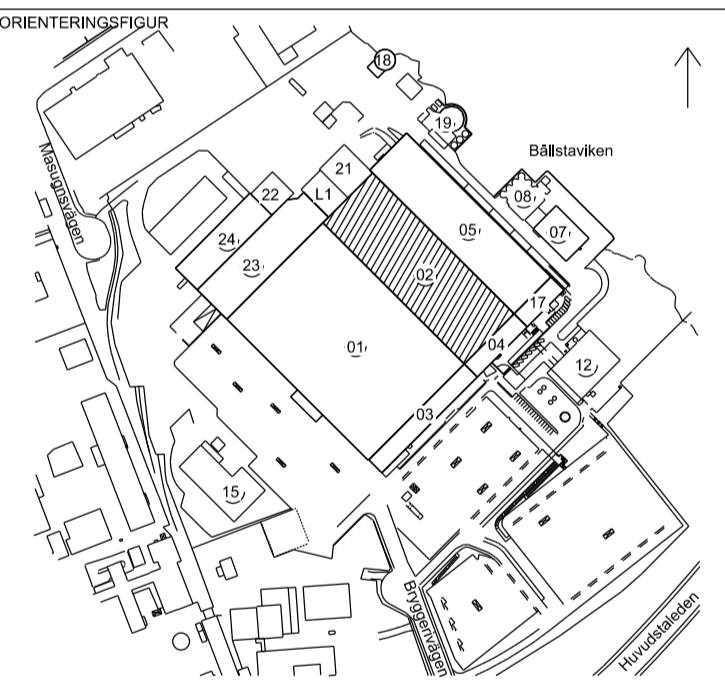 ORIENTERINGSFIGUR
18
19
Bållstaviken
Masugnsvägen
21
22
L1
08
05
07
24
23
02
17
01
04
12
03
15
Bryggerivägen
Huvudstaleden